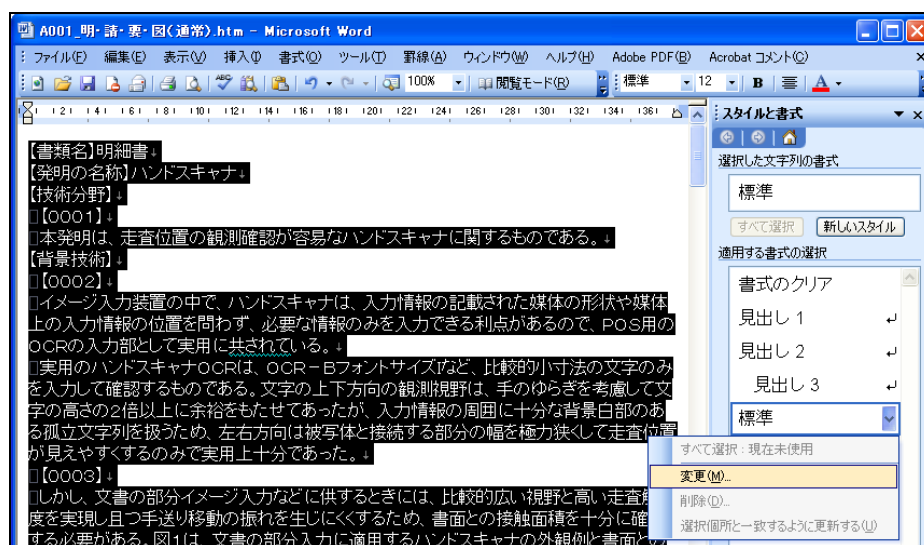 A001_明・請・要・図(通常).htm - Microsoft Word
ファイル(F) 編集(E) 表示(V) 挿入(I) 書式(O) ツール(T) 罫線(A) ウィンドウ(W) ヘルプ(H) Adobe PDF(B) Acrobat コメント(C)
100% 閲覧モード(R) 標準 12 B A
|2| |4| |6| |8| |10| |12| |14| |16| |18| |20| |22| |24| |26| |28| |30| |32| |34| |36|
【書類名】明細書↓
【発明の名称】ハンドスキャナ↓
【技術分野】↓
□【0001】↓
□本発明は、走査位置の観測確認が容易なハンドスキャナに関するものである。↓
【背景技術】↓
□【0002】↓
□イメージ入力装置の中で、ハンドスキャナは、入力情報の記載された媒体の形状や媒体
上の入力情報の位置を問わず、必要な情報のみを入力できる利点があるので、POS用の
OCRの入力部として実用に共されている。↓
□実用のハンドスキャナOCRは、OCR-Bフォントサイズなど、比較的小寸法の文字のみ
を入力して確認するものである。文字の上下方向の観測視野は、手のゆらぎを考慮して文
字の高さの2倍以上に余裕をもたせてあったが、入力情報の周囲に十分な背景白部のあ
る孤立文字列を扱うため、左右方向は被写体と接続する部分の幅を極力狭くして走査位置
が見えやすくするのみで実用上十分であった。↓
□【0003】↓
□しかし、文書の部分イメージ入力などに供するときには、比較的広い視野と高い走査
度を実現し且つ手送り移動の振れを生じにくくするため、書面との接触面積を十分に確
する必要がある。図1は、文書の部分入力に適用するハンドスキャナの外観例と書面との
スタイルと書式
選択した文字列の書式
標準
すべて選択 新しいスタイル
適用する書式の選択
書式のクリア
見出し 1 ↵
見出し 2 ↵
見出し 3 ↵
標準
すべて選択 : 現在未使用
変更(M)...
削除(D)...
選択個所と一致するように更新する(U)